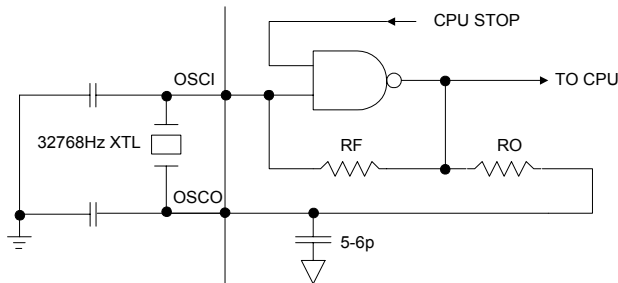 CPU STOP
OSCI
TO CPU
32768Hz XTL
RF
RO
OSCO
5-6p